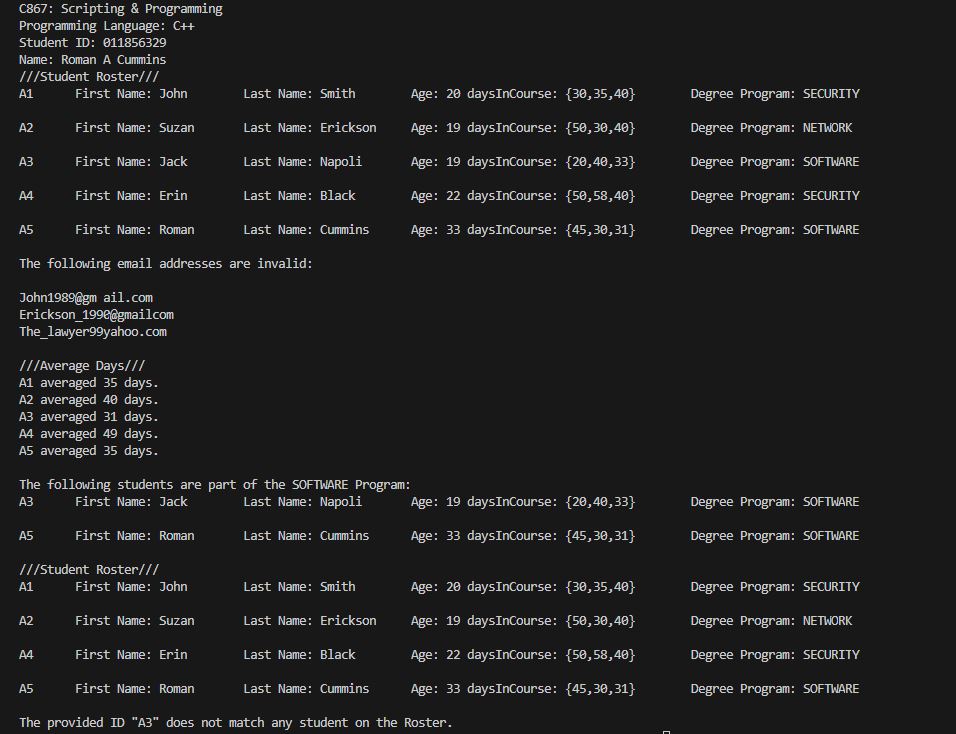 C867: Scripting & Programming
Programming Language: C++
Student ID: 011856329
Name: Roman A Cummins
///Student Roster///
A1 First Name: John Last Name: Smith Age: 20 daysInCourse: {30,35,40} Degree Program: SECURITY
A2 First Name: Suzan Last Name: Erickson Age: 19 daysInCourse: {50,30,40} Degree Program: NETWORK
A3 First Name: Jack Last Name: Napoli Age: 19 daysInCourse: {20,40,33} Degree Program: SOFTWARE
A4 First Name: Erin Last Name: Black Age: 22 daysInCourse: {50,58,40} Degree Program: SECURITY
A5 First Name: Roman Last Name: Cummins Age: 33 daysInCourse: {45,30,31} Degree Program: SOFTWARE
The following email addresses are invalid:
John1989@gm ail.com
Erickson_1990@gmailcom
The_lawyer99yahoo.com
///Average Days///
A1 averaged 35 days.
A2 averaged 40 days.
A3 averaged 31 days.
A4 averaged 49 days.
A5 averaged 35 days.
The following students are part of the SOFTWARE Program:
A3 First Name: Jack Last Name: Napoli Age: 19 daysInCourse: {20,40,33} Degree Program: SOFTWARE
A5 First Name: Roman Last Name: Cummins Age: 33 daysInCourse: {45,30,31} Degree Program: SOFTWARE
///Student Roster///
A1 First Name: John Last Name: Smith Age: 20 daysInCourse: {30,35,40} Degree Program: SECURITY
A2 First Name: Suzan Last Name: Erickson Age: 19 daysInCourse: {50,30,40} Degree Program: NETWORK
A4 First Name: Erin Last Name: Black Age: 22 daysInCourse: {50,58,40} Degree Program: SECURITY
A5 First Name: Roman Last Name: Cummins Age: 33 daysInCourse: {45,30,31} Degree Program: SOFTWARE
The provided ID "A3" does not match any student on the Roster.